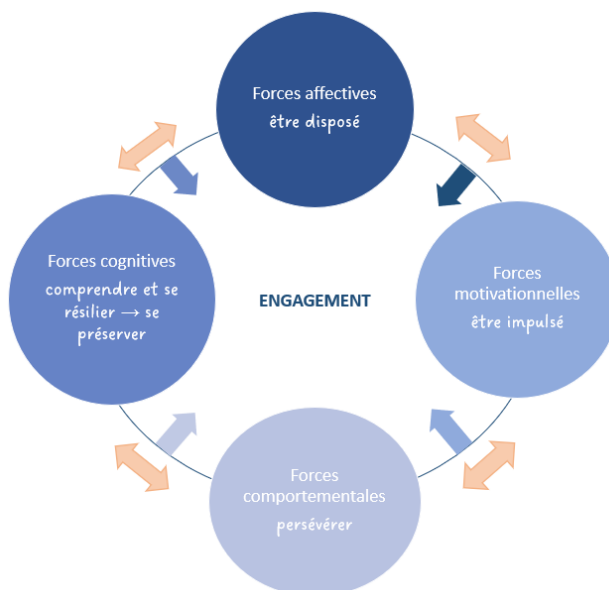 Forces affectives
être disposé
Forces cognitives
comprendre et se
résilier → se
préserver
ENGAGEMENT
Forces
motivationnelles
être impulsé
Forces
comportementales
persévérer